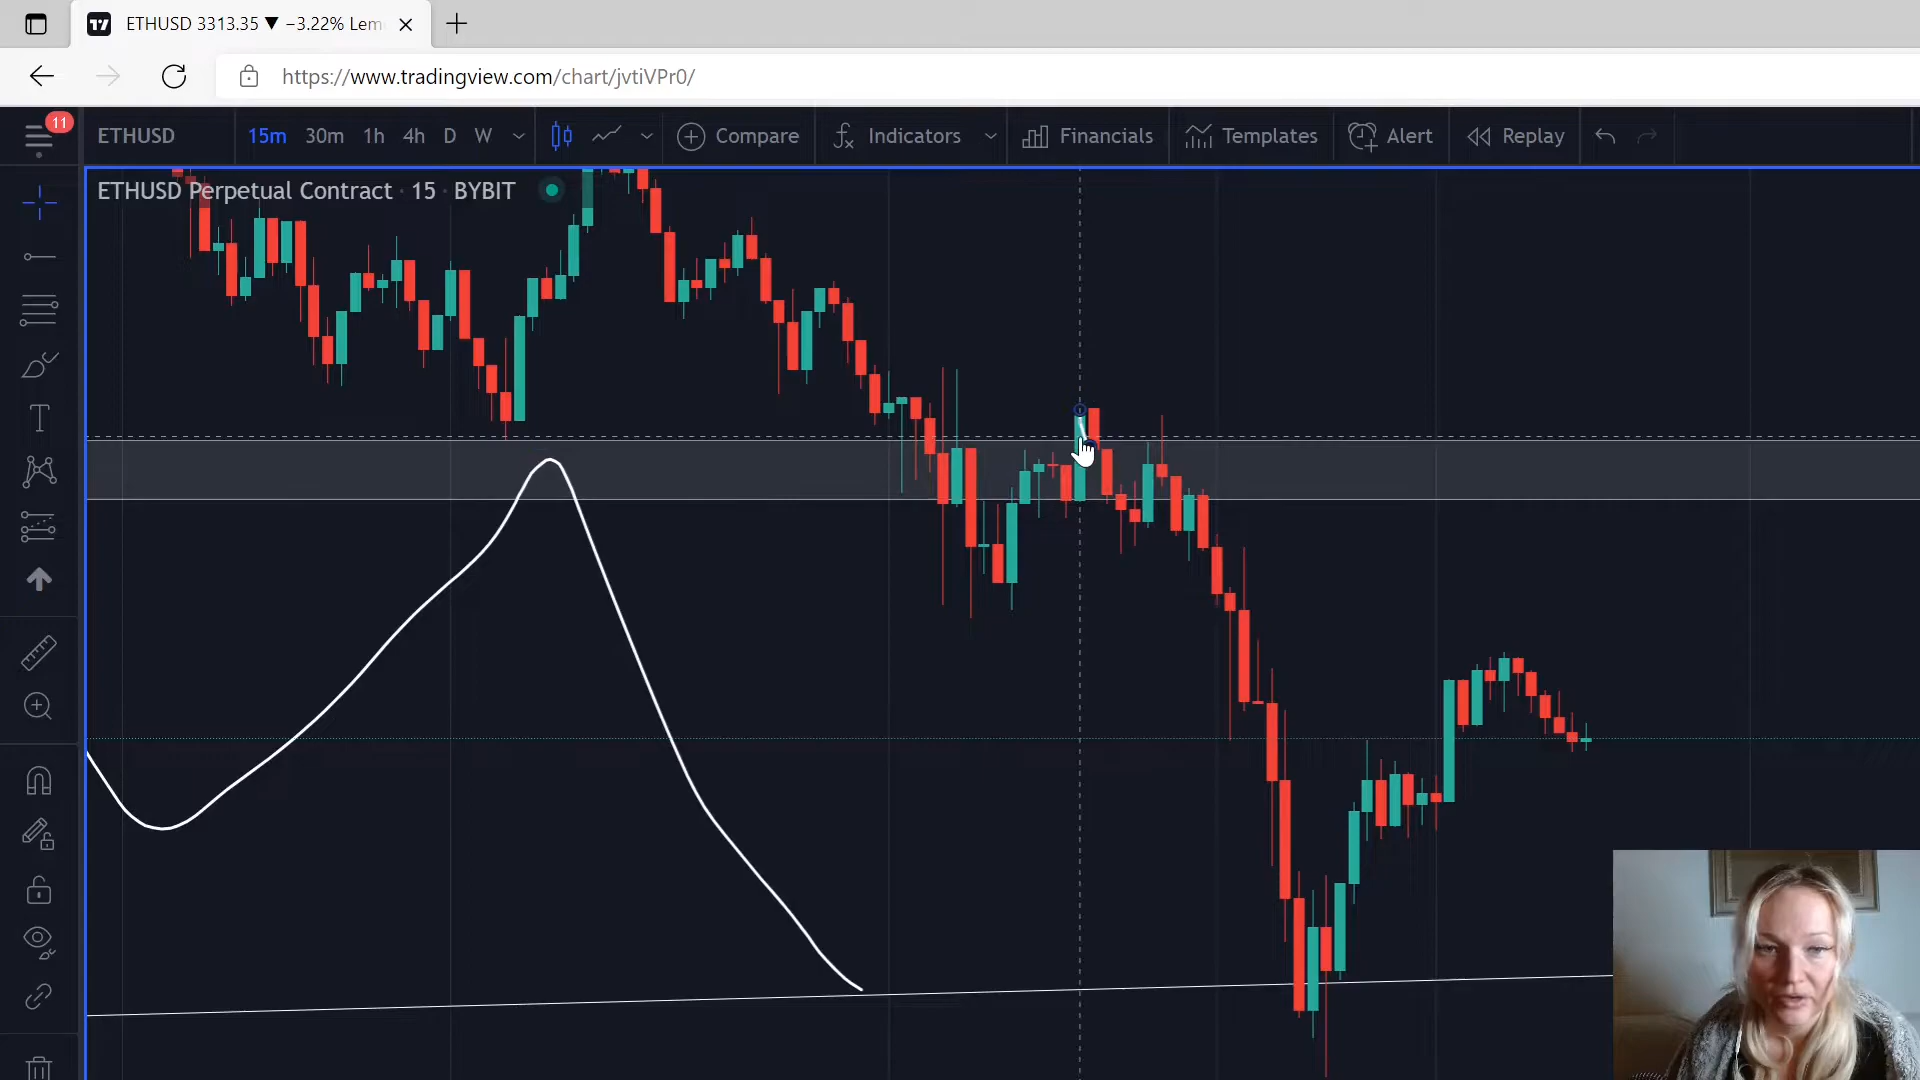 ETHUSD 3313.35 ▼ −3.22% Lem
https://www.tradingview.com/chart/jvtiVPr0/
11
ETHUSD 15m 30m 1h 4h D W Compare Indicators Financials Templates Alert Replay
ETHUSD Perpetual Contract · 15 · BYBIT
T